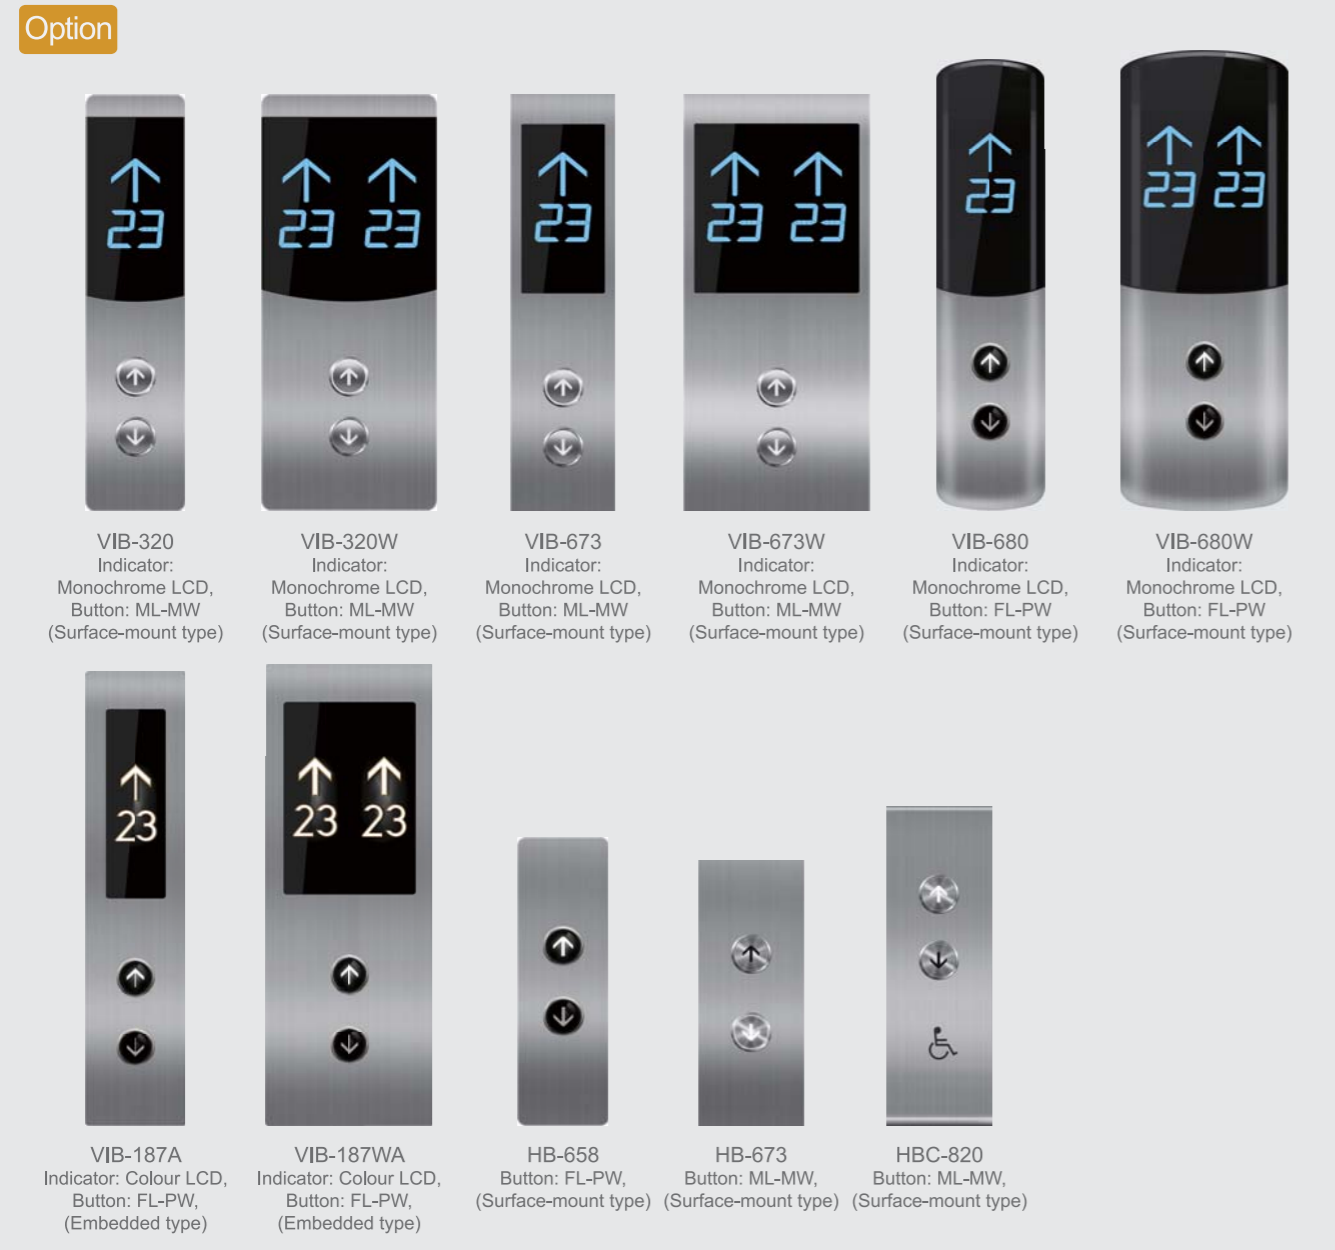 Option
23
23 23
23
23 23
23
23 23
VIB-320
Indicator:
Monochrome LCD,
Button: ML-MW
(Surface-mount type)
VIB-320W
Indicator:
Monochrome LCD,
Button: ML-MW
(Surface-mount type)
VIB-673
Indicator:
Monochrome LCD,
Button: ML-MW
(Surface-mount type)
VIB-673W
Indicator:
Monochrome LCD,
Button: ML-MW
(Surface-mount type)
VIB-680
Indicator:
Monochrome LCD,
Button: FL-PW
(Surface-mount type)
VIB-680W
Indicator:
Monochrome LCD,
Button: FL-PW
(Surface-mount type)
23
23 23
VIB-187A
Indicator: Colour LCD,
Button: FL-PW,
(Embedded type)
VIB-187WA
Indicator: Colour LCD,
Button: FL-PW,
(Embedded type)
HB-658
Button: FL-PW,
(Surface-mount type)
HB-673
Button: ML-MW,
(Surface-mount type)
HBC-820
Button: ML-MW,
(Surface-mount type)